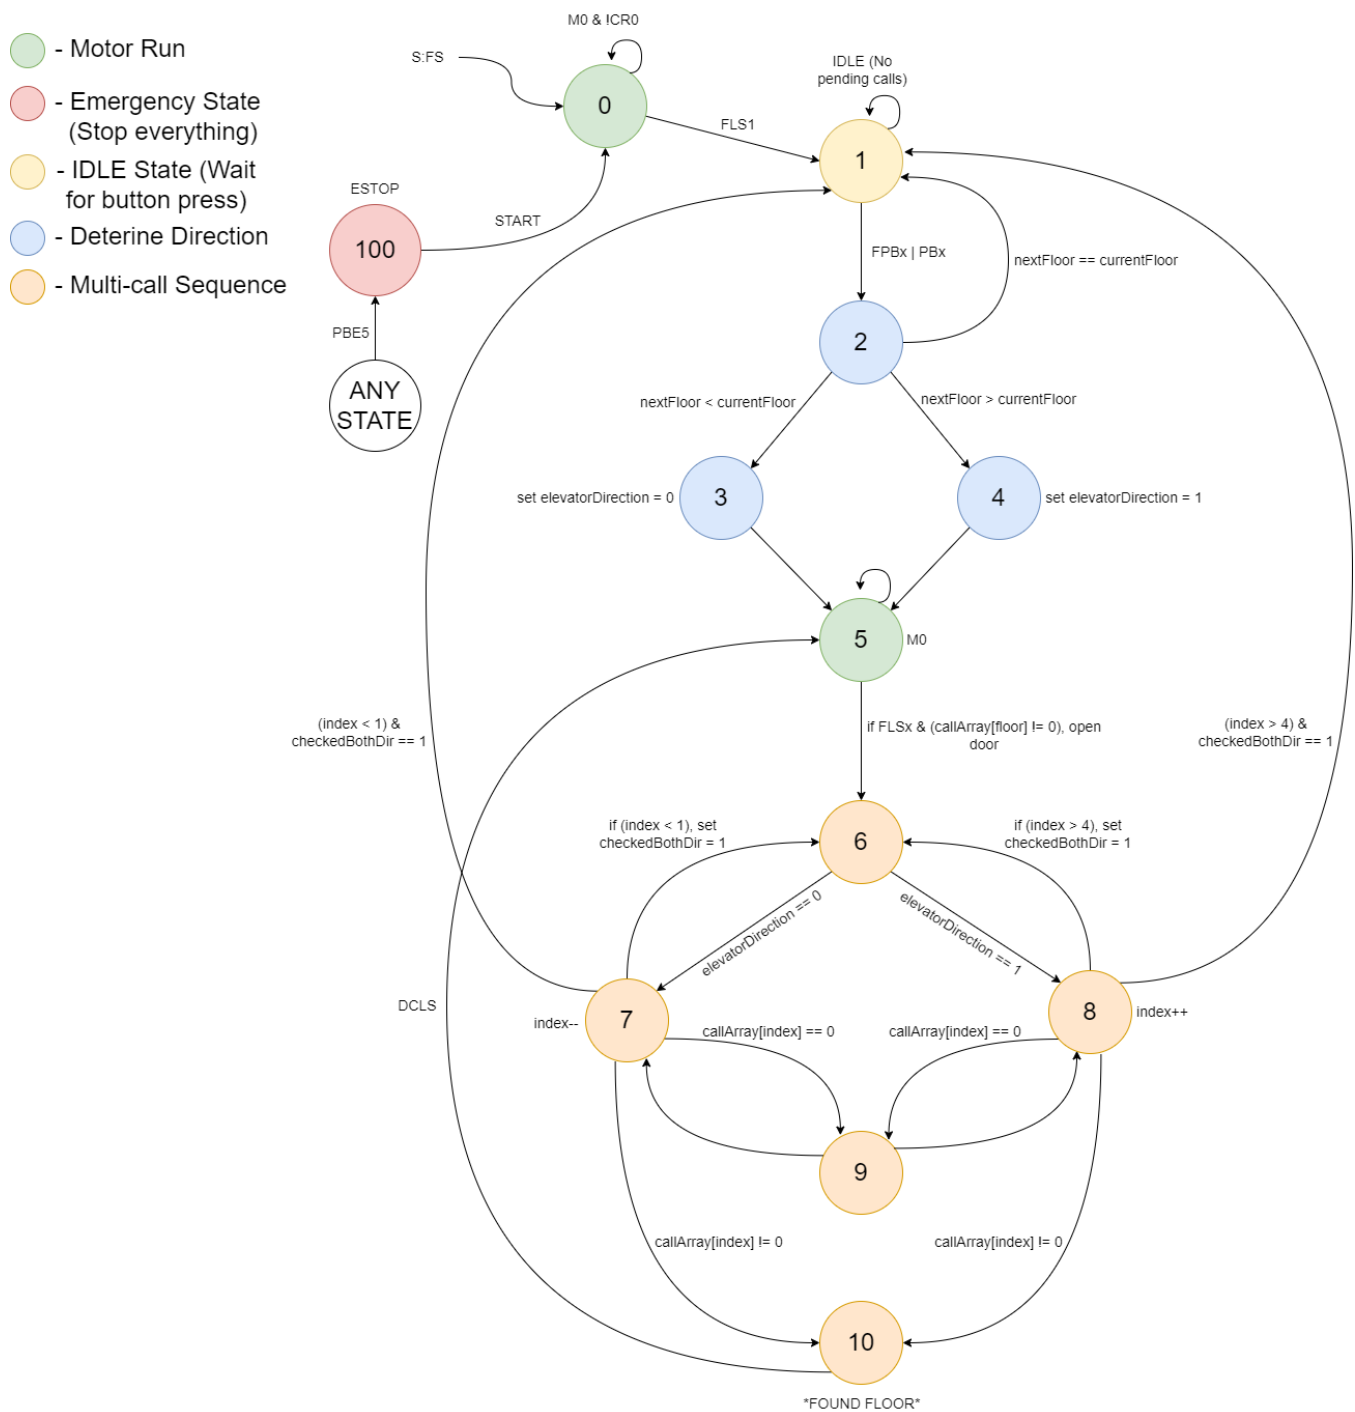 - Motor Run
- Emergency State
(Stop everything)
- IDLE State (Wait
for button press)
- Deterine Direction
- Multi-call Sequence
M0 & !CR0
S:FS
0
FLS1
IDLE (No
pending calls)
1
ESTOP
100
START
PBE5
ANY
STATE
FPBx | PBx
nextFloor == currentFloor
2
nextFloor < currentFloor
nextFloor > currentFloor
set elevatorDirection = 0
3
4
set elevatorDirection = 1
5
M0
(index < 1) &
checkedBothDir == 1
if FLSx & (callArray[floor] != 0), open
door
(index > 4) &
checkedBothDir == 1
if (index < 1), set
checkedBothDir = 1
6
if (index > 4), set
checkedBothDir = 1
elevatorDirection == 0
elevatorDirection == 1
DCLS
index--
7
8
index++
callArray[index] == 0
callArray[index] == 0
9
callArray[index] != 0
callArray[index] != 0
10
*FOUND FLOOR*